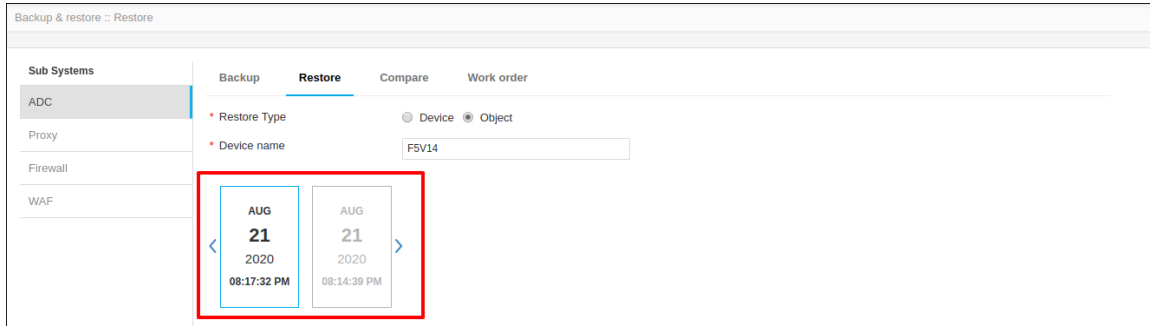 Backup & restore :: Restore
Sub Systems
ADC
Proxy
Firewall
WAF
Backup Restore Compare Work order
* Restore Type Device Object
* Device name F5V14
AUG AUG
21 21
2020 2020
08:17:32 PM 08:14:39 PM